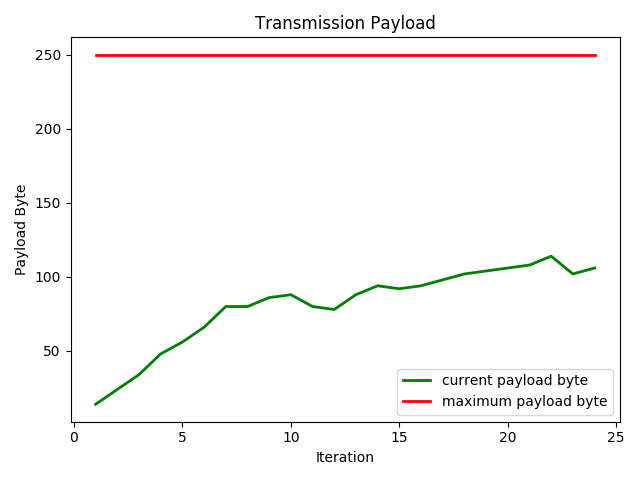 Transmission Payload
Payload Byte
250
200
150
100
50
0
5
10
15
20
25
Iteration
current payload byte
maximum payload byte